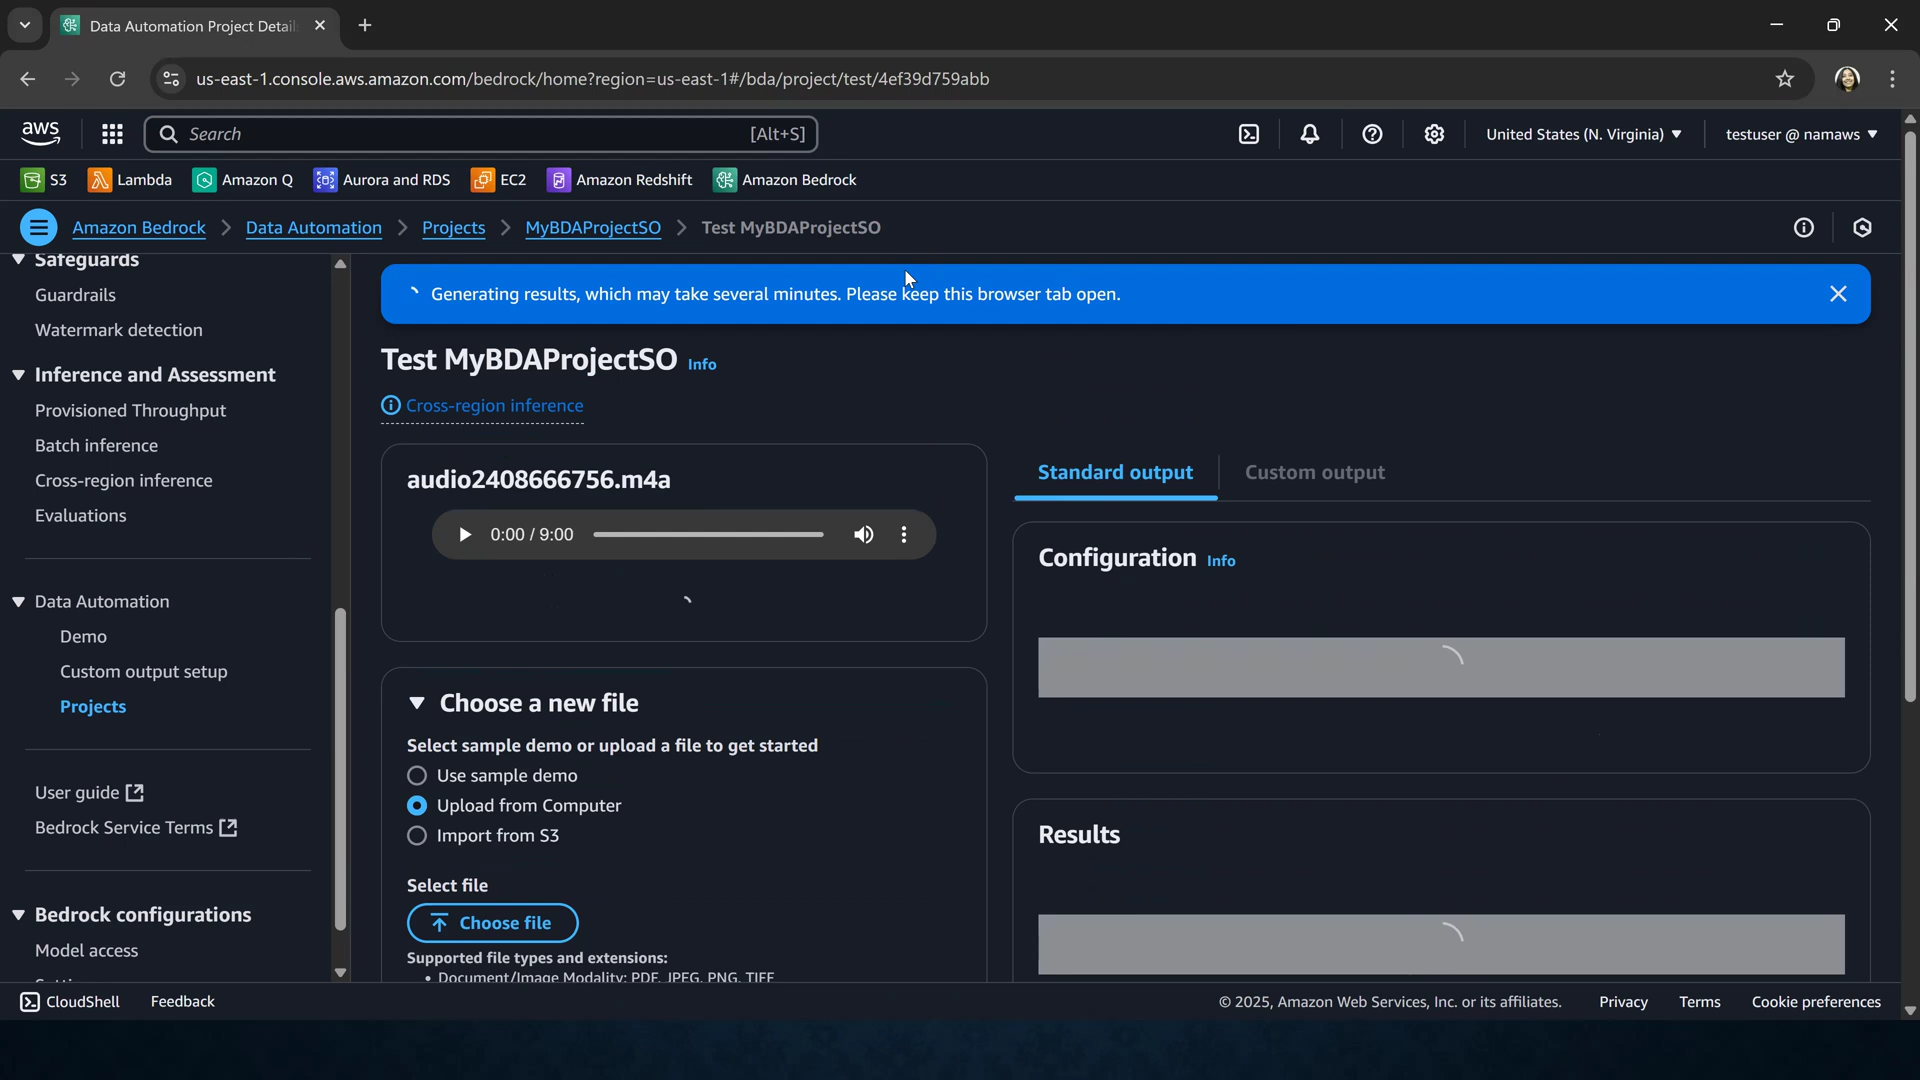 Data Automation Project Detail
us-east-1.console.aws.amazon.com/bedrock/home?region=us-east-1#/bda/project/test/4ef39d759abb
aws
Search
[Alt+S]
United States (N. Virginia)
testuser @ namaws
S3
Lambda
Amazon Q
Aurora and RDS
EC2
Amazon Redshift
Amazon Bedrock
Amazon Bedrock
Data Automation
Projects
MyBDAProjectSO
Test MyBDAProjectSO
Safeguards
Guardrails
Watermark detection
Inference and Assessment
Provisioned Throughput
Batch inference
Cross-region inference
Evaluations
Data Automation
Demo
Custom output setup
Projects
User guide
Bedrock Service Terms
Bedrock configurations
Model access
Generating results, which may take several minutes. Please keep this browser tab open.
Test MyBDAProjectSO Info
Cross-region inference
audio2408666756.m4a
0:00 / 9:00
Choose a new file
Select sample demo or upload a file to get started
Use sample demo
Upload from Computer
Import from S3
Select file
Choose file
Supported file types and extensions:
• Document/Image Modality: PDF, JPEG, PNG, TIFF
Standard output
Custom output
Configuration Info
Results
CloudShell
Feedback
© 2025, Amazon Web Services, Inc. or its affiliates.
Privacy
Terms
Cookie preferences